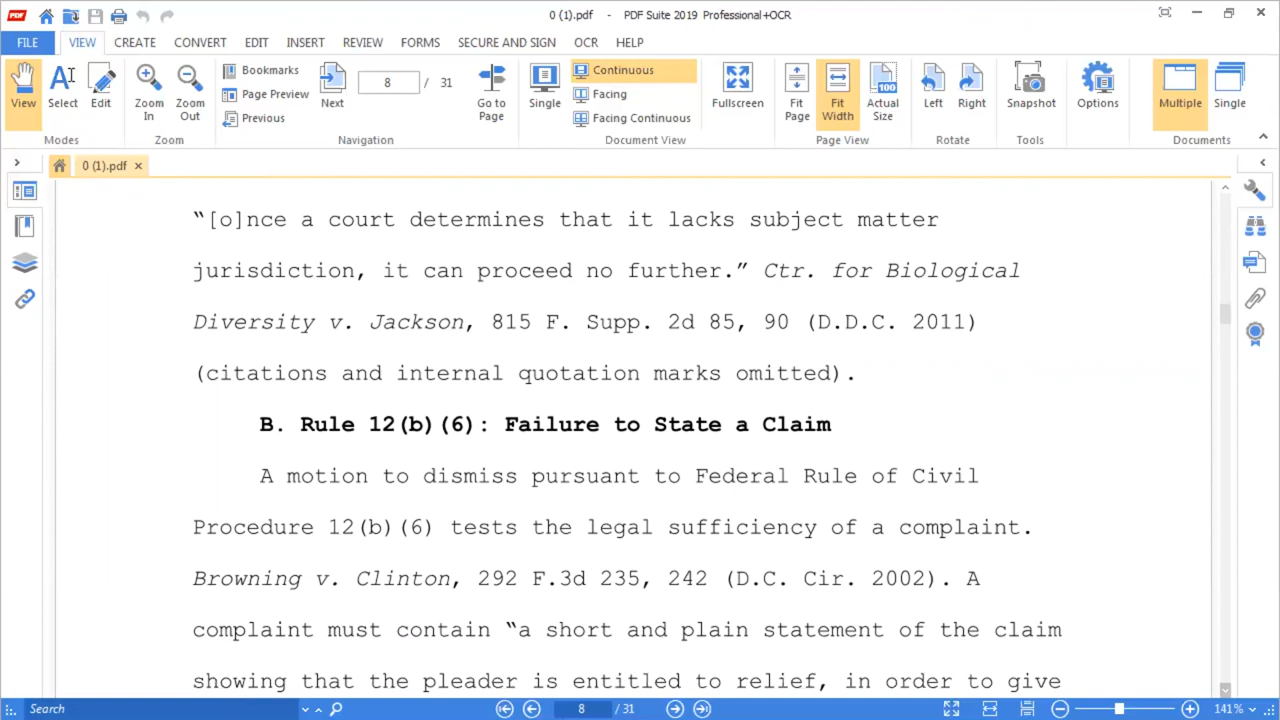 PDF 0 (1).pdf - PDF Suite 2019 Professional+OCR
FILE VIEW CREATE CONVERT EDIT INSERT REVIEW FORMS SECURE AND SIGN OCR HELP
View Select Edit
Modes
Zoom In Zoom Out
Zoom
Bookmarks
Page Preview
Previous
Next 8 / 31 Go to Page
Navigation
Single
Continuous
Facing
Facing Continuous
Document View
Fullscreen
Fit Page Fit Width 100 Actual Size
Page View
Left Right
Rotate
Snapshot
Tools
Options
Multiple Single
Documents
0 (1).pdf
“[o]nce a court determines that it lacks subject matter
jurisdiction, it can proceed no further.” Ctr. for Biological
Diversity v. Jackson, 815 F. Supp. 2d 85, 90 (D.D.C. 2011)
(citations and internal quotation marks omitted).
B. Rule 12(b)(6): Failure to State a Claim
A motion to dismiss pursuant to Federal Rule of Civil
Procedure 12(b)(6) tests the legal sufficiency of a complaint.
Browning v. Clinton, 292 F.3d 235, 242 (D.C. Cir. 2002). A
complaint must contain “a short and plain statement of the claim
showing that the pleader is entitled to relief, in order to give
Search 8 / 31 141%